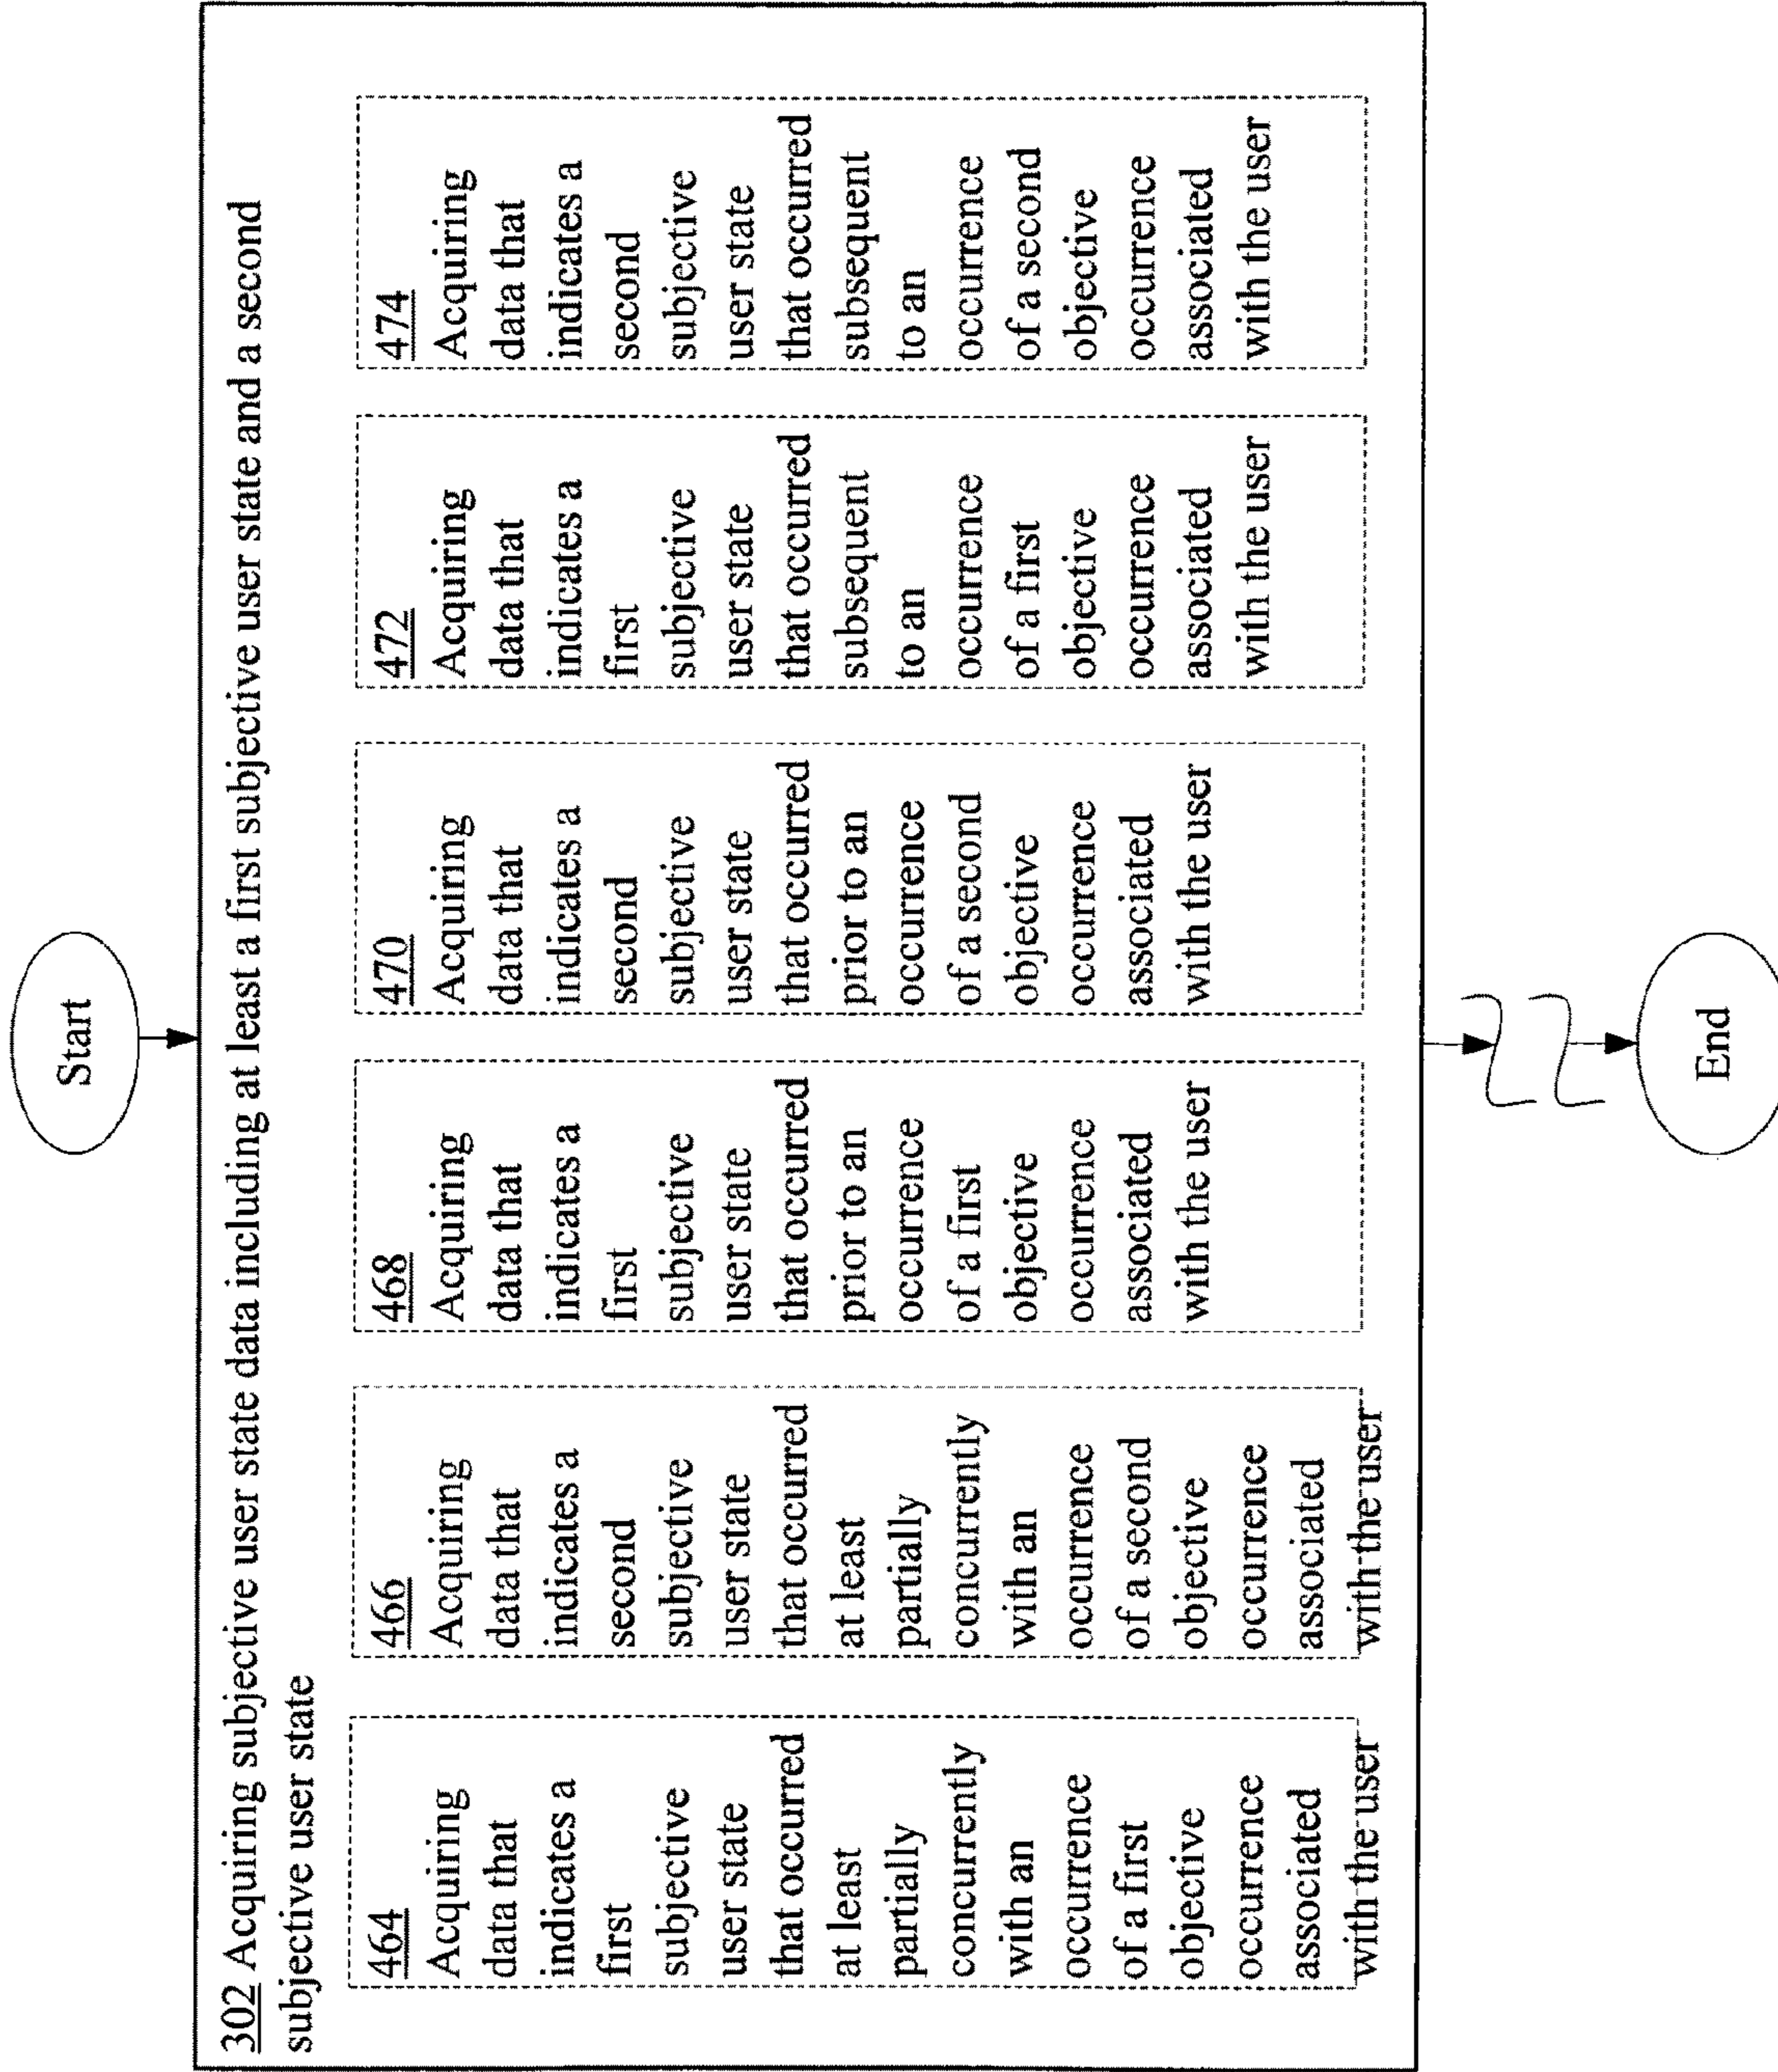 Start
302 Acquiring subjective user state data including at least a first subjective user state and a second
subjective user state
464
Acquiring
data that
indicates a
first
subjective
user state
that occurred
at least
partially
concurrently
with an
occurrence
of a first
objective
occurrence
associated
with the user
466
Acquiring
data that
indicates a
second
subjective
user state
that occurred
at least
partially
concurrently
with an
occurrence
of a second
objective
occurrence
associated
with the user
468
Acquiring
data that
indicates a
first
subjective
user state
that occurred
prior to an
occurrence
of a first
objective
occurrence
associated
with the user
470
Acquiring
data that
indicates a
second
subjective
user state
that occurred
prior to an
occurrence
of a second
objective
occurrence
associated
with the user
472
Acquiring
data that
indicates a
first
subjective
user state
that occurred
subsequent
to an
occurrence
of a first
objective
occurrence
associated
with the user
474
Acquiring
data that
indicates a
second
subjective
user state
that occurred
subsequent
to an
occurrence
of a second
objective
occurrence
associated
with the user
End